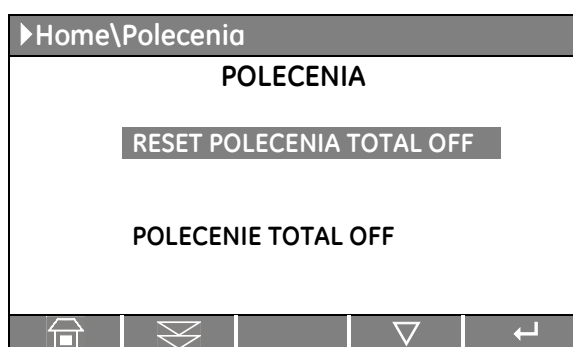 Home\Polecenia
POLECENIA
RESET POLECENIA TOTAL OFF
POLECENIE TOTAL OFF